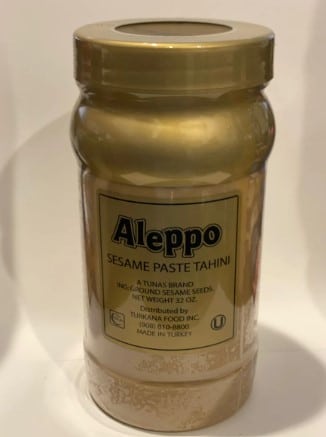 Aleppo
SESAME PASTE TAHINI
A TUNAS BRAND
ING: GROUND SESAME SEEDS,
NET WEIGHT 32 OZ.
Distributed by
TURKANA FOOD INC.
(908) 810-8800
MADE IN TURKEY
U